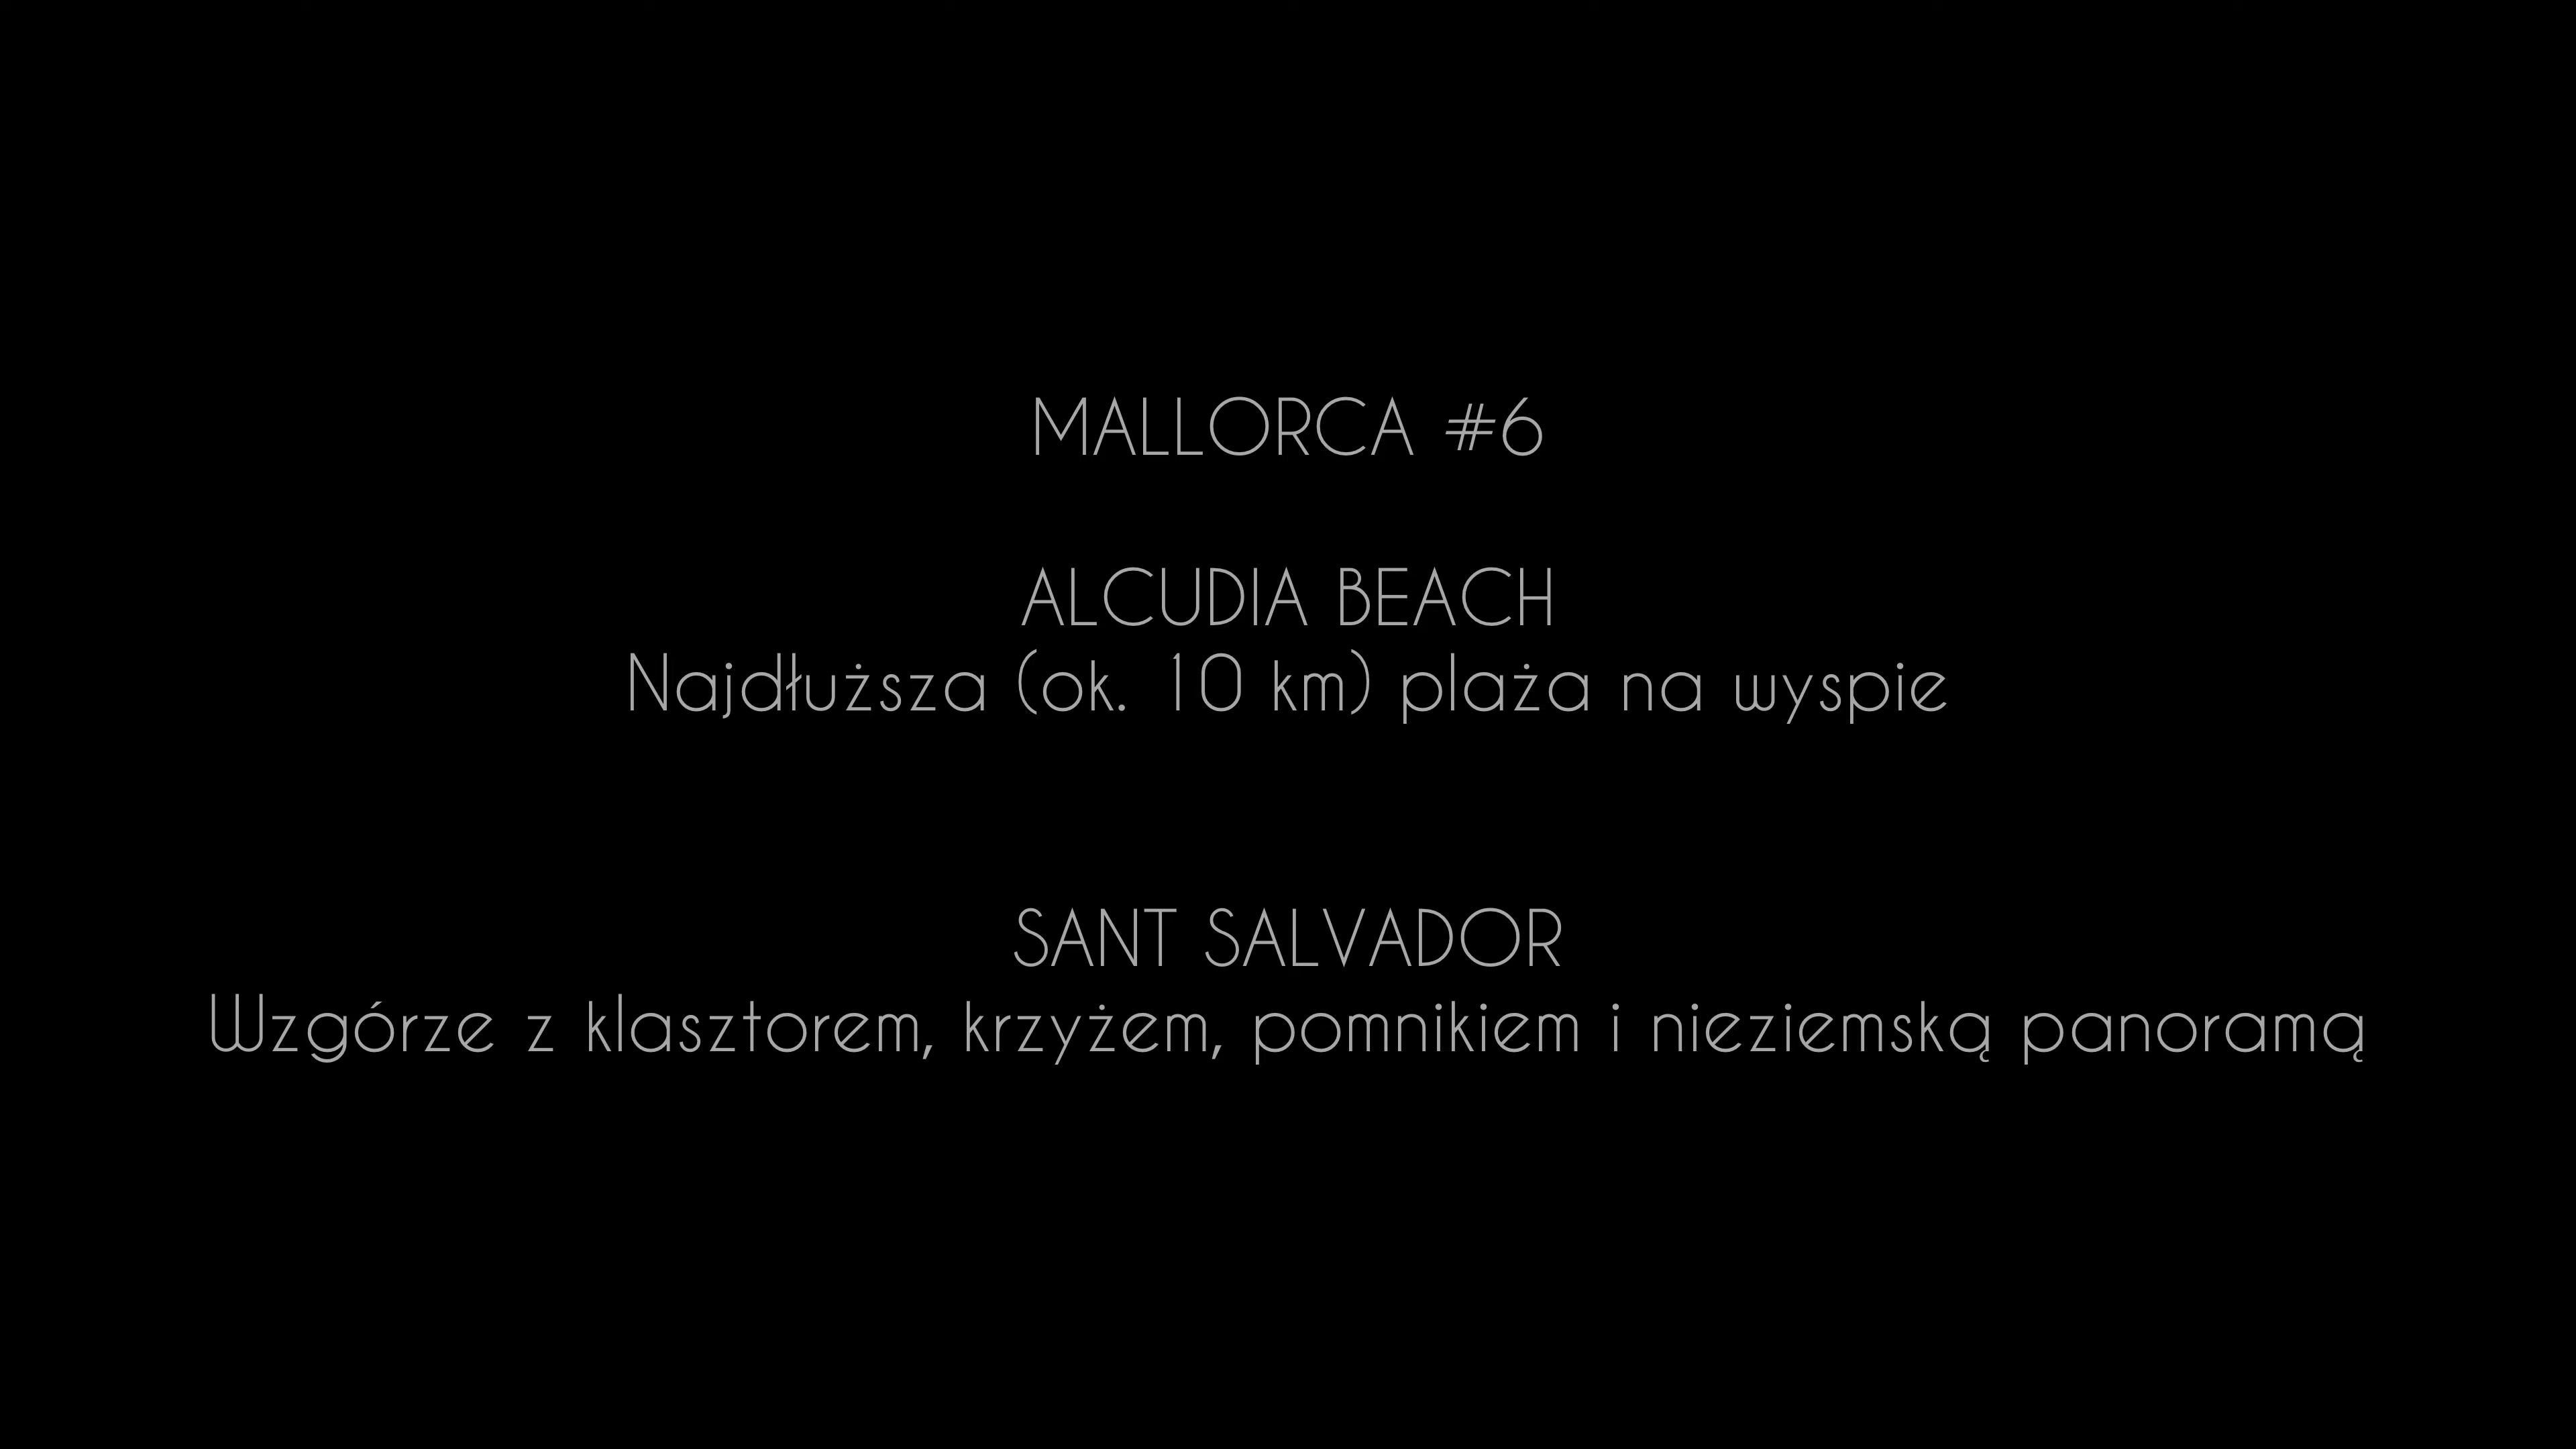 MALLORCA #6
ALCUDIA BEACH
Najdłuższa (ok. 10 km) plaża na wyspie
SANT SALVADOR
Wzgórze z klasztorem, krzyżem, pomnikiem i nieziemską panoramą